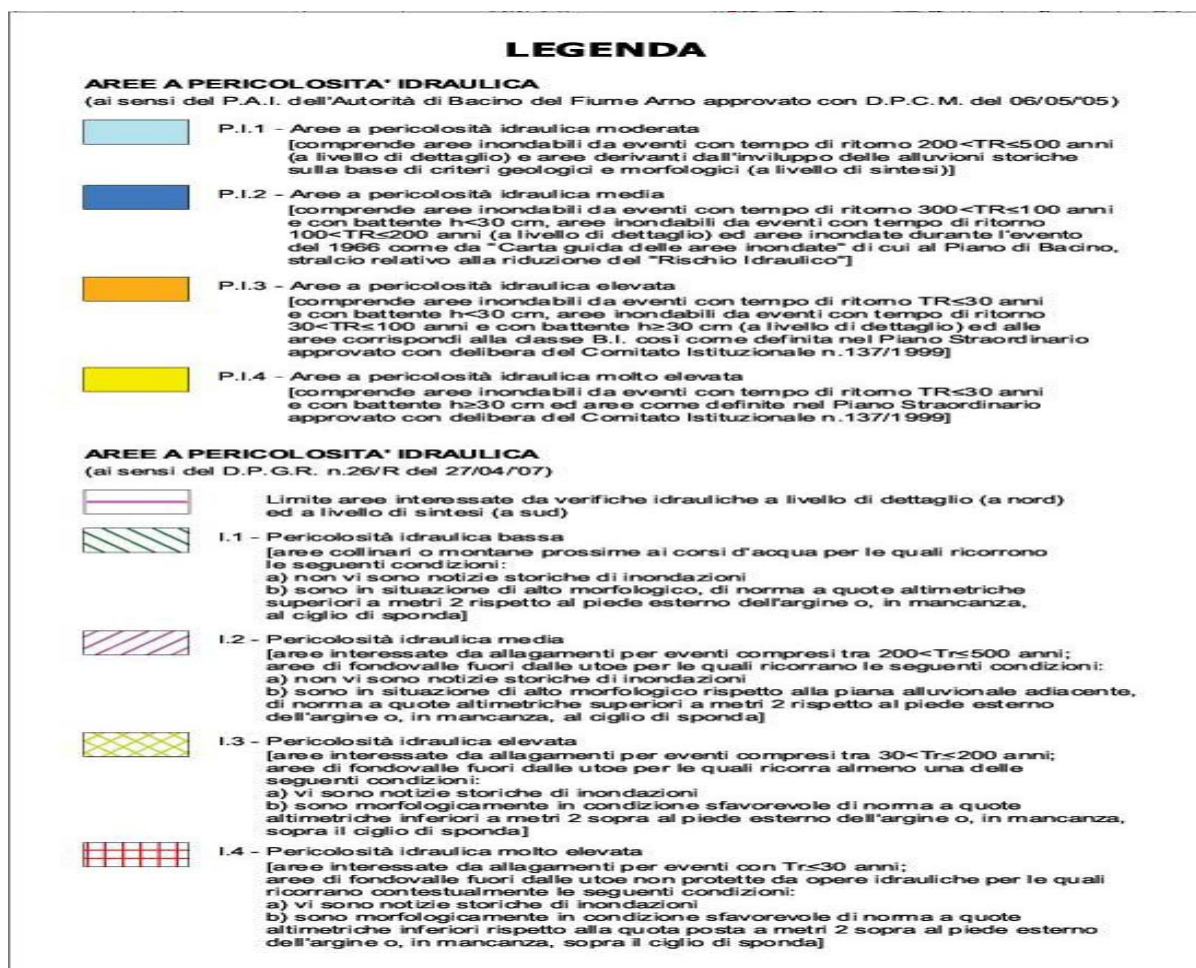 LEGENDA
AREE A PERICOLOSITA' IDRAULICA
(ai sensi del P.A.I. dell'Autorità di Bacino del Fiume Arno approvato con D.P.C.M. del 06/05/'05)
P.I.1 - Aree a pericolosità idraulica moderata
[comprende aree inondabili da eventi con tempo di ritorno 200<TR≤500 anni
(a livello di dettaglio) e aree derivanti dall'inviluppo delle alluvioni storiche
sulla base di criteri geologici e morfologici (a livello di sintesi)]
P.I.2 - Aree a pericolosità idraulica media
[comprende aree inondabili da eventi con tempo di ritorno 300<TR≤100 anni
e con battente h<30 cm, aree inondabili da eventi con tempo di ritorno
100<TR≤200 anni (a livello di dettaglio) ed aree inondate durante l'evento
del 1966 come da "Carta guida delle aree inondate" di cui al Piano di Bacino,
stralcio relativo alla riduzione del "Rischio Idraulico"]
P.I.3 - Aree a pericolosità idraulica elevata
[comprende aree inondabili da eventi con tempo di ritorno TR≤30 anni
e con battente h<30 cm, aree inondabili da eventi con tempo di ritorno
30<TR≤100 anni e con battente h≥30 cm (a livello di dettaglio) ed alle
aree corrispondi alla classe B.I. così come definita nel Piano Straordinario
approvato con delibera del Comitato Istituzionale n.137/1999]
P.I.4 - Aree a pericolosità idraulica molto elevata
[comprende aree inondabili da eventi con tempo di ritorno TR≤30 anni
e con battente h≥30 cm ed aree come definite nel Piano Straordinario
approvato con delibera del Comitato Istituzionale n.137/1999]
AREE A PERICOLOSITA' IDRAULICA
(ai sensi del D.P.G.R. n.26/R del 27/04/'07)
Limite aree interessate da verifiche idrauliche a livello di dettaglio (a nord)
ed a livello di sintesi (a sud)
I.1 - Pericolosità idraulica bassa
[aree collinari o montane prossime ai corsi d'acqua per le quali ricorrono
le seguenti condizioni:
a) non vi sono notizie storiche di inondazioni
b) sono in situazione di alto morfologico, di norma a quote altimetriche
superiori a metri 2 rispetto al piede esterno dell'argine o, in mancanza,
al ciglio di sponda]
I.2 - Pericolosità idraulica media
[aree interessate da allagamenti per eventi compresi tra 200<Tr≤500 anni;
aree di fondovalle fuori dalle utoe per le quali ricorrano le seguenti condizioni:
a) non vi sono notizie storiche di inondazioni
b) sono in situazione di alto morfologico rispetto alla piana alluvionale adiacente,
di norma a quote altimetriche superiori a metri 2 rispetto al piede esterno
dell'argine o, in mancanza, al ciglio di sponda]
I.3 - Pericolosità idraulica elevata
[aree interessate da allagamenti per eventi compresi tra 30<Tr≤200 anni;
aree di fondovalle fuori dalle utoe per le quali ricorra almeno una delle
seguenti condizioni:
a) vi sono notizie storiche di inondazioni
b) sono morfologicamente in condizione sfavorevole di norma a quote
altimetriche inferiori a metri 2 sopra al piede esterno dell'argine o, in mancanza,
sopra il ciglio di sponda]
I.4 - Pericolosità idraulica molto elevata
[aree interessate da allagamenti per eventi con Tr≤30 anni;
aree di fondovalle fuori dalle utoe non protette da opere idrauliche per le quali
ricorrano contestualmente le seguenti condizioni:
a) vi sono notizie storiche di inondazioni
b) sono morfologicamente in condizione sfavorevole di norma a quote
altimetriche inferiori rispetto alla quota posta a metri 2 sopra al piede esterno
dell'argine o, in mancanza, sopra il ciglio di sponda]